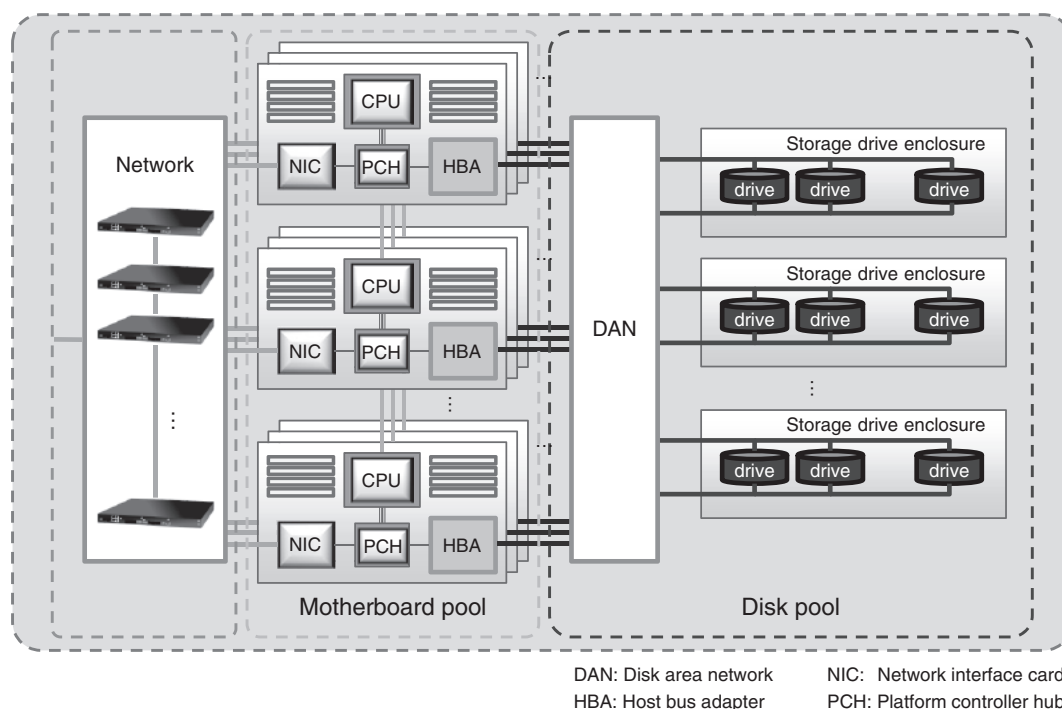 Network
CPU
NIC
PCH
HBA
CPU
NIC
PCH
HBA
CPU
NIC
PCH
HBA
Motherboard pool
DAN
Storage drive enclosure
drive
drive
drive
Storage drive enclosure
drive
drive
drive
Storage drive enclosure
drive
drive
drive
Disk pool
DAN: Disk area network
NIC: Network interface card
HBA: Host bus adapter
PCH: Platform controller hub